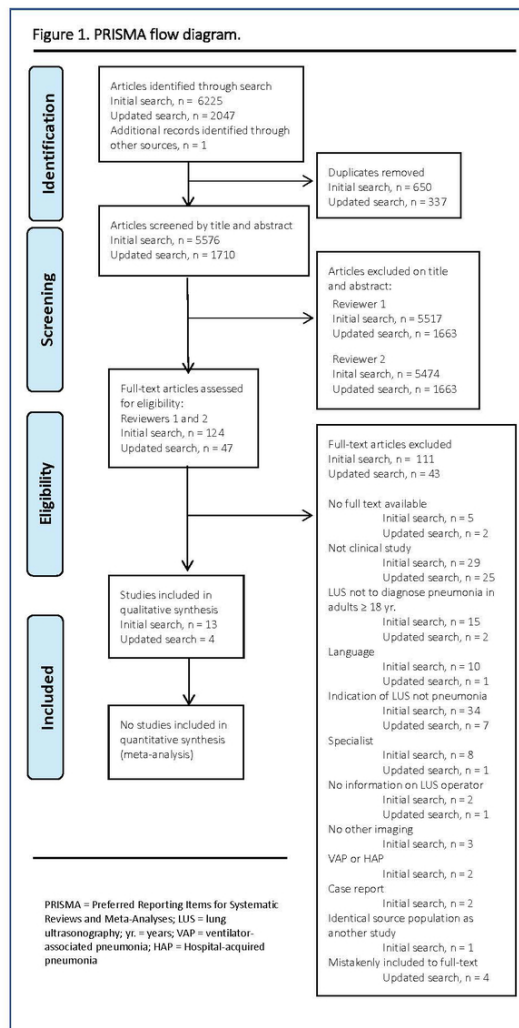 Figure 1. PRISMA flow diagram.
Identification
Articles identified through search
Initial search, n = 6225
Updated search, n = 2047
Additional records identified through
other sources, n = 1
Duplicates removed
Initial search, n = 650
Updated search, n = 337
Screening
Articles screened by title and abstract
Initial search, n = 5576
Updated search, n = 1710
Articles excluded on title
and abstract:
Reviewer 1
Initial search, n = 5517
Updated search, n = 1663
Reviewer 2
Inital search, n = 5474
Updated search, n = 1663
Full-text articles assessed
for eligibility:
Reviewers 1 and 2
Initial search, n = 124
Updated search, n = 47
Eligibility
Full-text articles excluded
Initial search, n = 111
Updated search, n = 43
No full text available
Initial search, n = 5
Updated search, n = 2
Not clinical study
Initial search, n = 29
Updated search, n = 25
LUS not to diagnose pneumonia in
adults ≥ 18 yr.
Initial search, n = 15
Updated search, n = 2
Language
Initial search, n = 10
Updated search, n = 1
Indication of LUS not pneumonia
Initial search, n = 34
Updated search, n = 7
Specialist
Initial search, n = 8
Updated search, n = 1
No information on LUS operator
Initial search, n = 2
Updated search, n = 1
No other imaging
Initial search, n = 3
VAP or HAP
Initial search, n = 2
Case report
Initial search, n = 2
Identical source population as
another study
Initial search, n = 1
Mistakenly included to full-text
Updated search, n = 4
Included
Studies included in
qualitative synthesis
Initial search, n = 13
Updated search = 4
No studies included in
quantitative synthesis
(meta-analysis)
PRISMA = Preferred Reporting Items for Systematic
Reviews and Meta-Analyses; LUS = lung
ultrasonography; yr. = years; VAP = ventilator-
associated pneumonia; HAP = Hospital-acquired
pneumonia